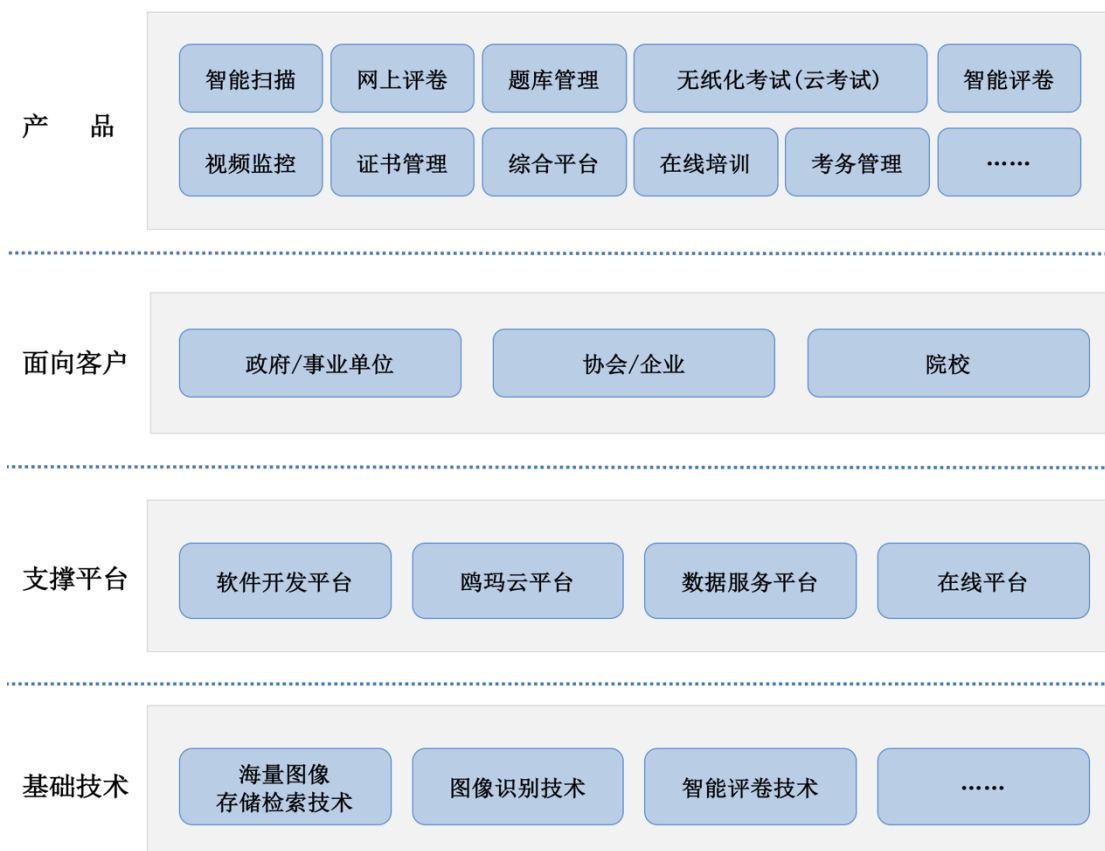 智能扫描 网上评卷 题库管理 无纸化考试(云考试) 智能评卷
产 品
视频监控 证书管理 综合平台 在线培训 考务管理 ……
面向客户 政府/事业单位 协会/企业 院校
支撑平台 软件开发平台 鸥玛云平台 数据服务平台 在线平台
基础技术
海量图像
存储检索技术
图像识别技术 智能评卷技术 ……